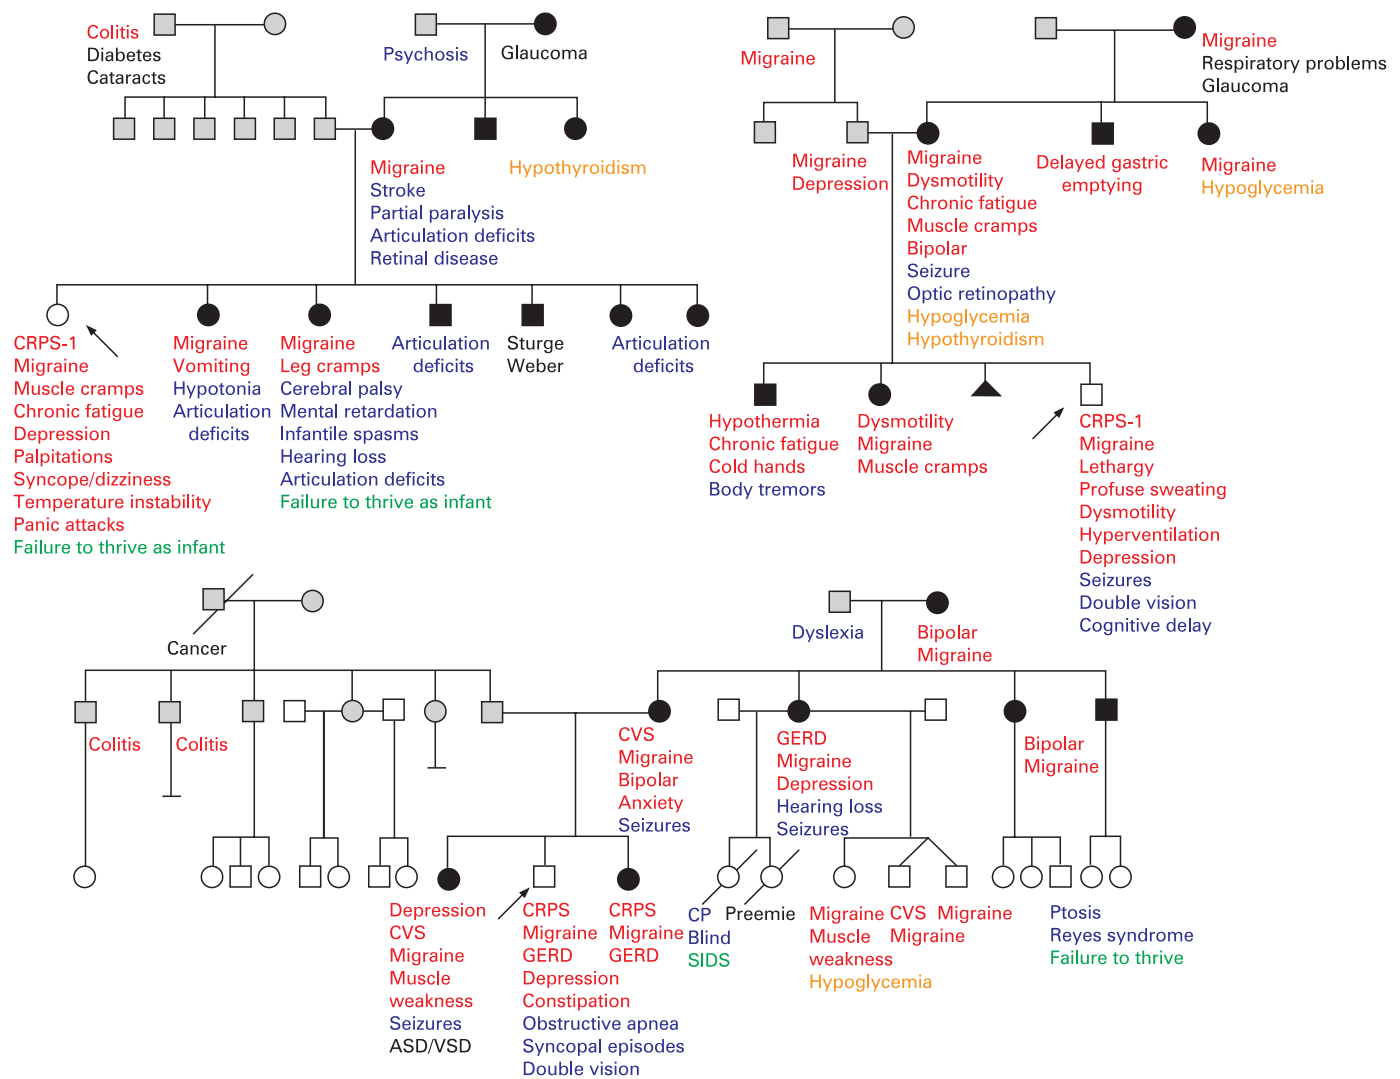 Colitis
Diabetes
Cataracts
Psychosis
Glaucoma
Migraine
Stroke
Partial paralysis
Articulation deficits
Retinal disease
Hypothyroidism
CRPS-1
Migraine
Muscle cramps
Chronic fatigue
Depression
Palpitations
Syncope/dizziness
Temperature instability
Panic attacks
Failure to thrive as infant
Migraine
Vomiting
Hypotonia
Articulation
deficits
Migraine
Leg cramps
Cerebral palsy
Mental retardation
Infantile spasms
Hearing loss
Articulation deficits
Failure to thrive as infant
Articulation
deficits
Sturge
Weber
Articulation
deficits
Migraine
Migraine
Respiratory problems
Glaucoma
Migraine
Depression
Migraine
Dysmotility
Chronic fatigue
Muscle cramps
Bipolar
Seizure
Optic retinopathy
Hypoglycemia
Hypothyroidism
Delayed gastric
emptying
Migraine
Hypoglycemia
Hypothermia
Chronic fatigue
Cold hands
Body tremors
Dysmotility
Migraine
Muscle cramps
CRPS-1
Migraine
Lethargy
Profuse sweating
Dysmotility
Hyperventilation
Depression
Seizures
Double vision
Cognitive delay
Cancer
Dyslexia
Bipolar
Migraine
Colitis
Colitis
CVS
Migraine
Bipolar
Anxiety
Seizures
GERD
Migraine
Depression
Hearing loss
Seizures
Bipolar
Migraine
Depression
CVS
Migraine
Muscle
weakness
Seizures
ASD/VSD
CRPS
Migraine
GERD
Depression
Constipation
Obstructive apnea
Syncopal episodes
Double vision
CRPS
Migraine
GERD
CP
Blind
SIDS
Preemie
Migraine
Muscle
weakness
Hypoglycemia
CVS
Migraine
Migraine
Ptosis
Reyes syndrome
Failure to thrive